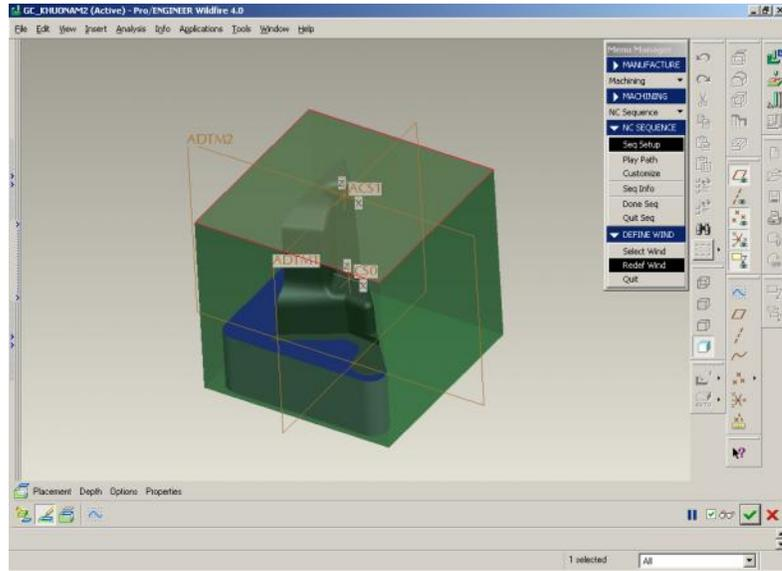 GC_KHUONAM2 (Active) - Pro/ENGINEER Wildfire 4.0
File Edit View Insert Analysis Info Applications Tools Window Help
Menu Manager
MANUFACTURE
Machining
MACHINING
NC Sequence
NC SEQUENCE
Seq Setup
Play Path
Customize
Seq Info
Done Seq
Quit Seq
DEFINE WIND
Select Wind
Redef Wind
Quit
ADTM2
ACS1
Z
X
ADTM1
CS0
Z
X
Placement Depth Options Properties
1 selected All